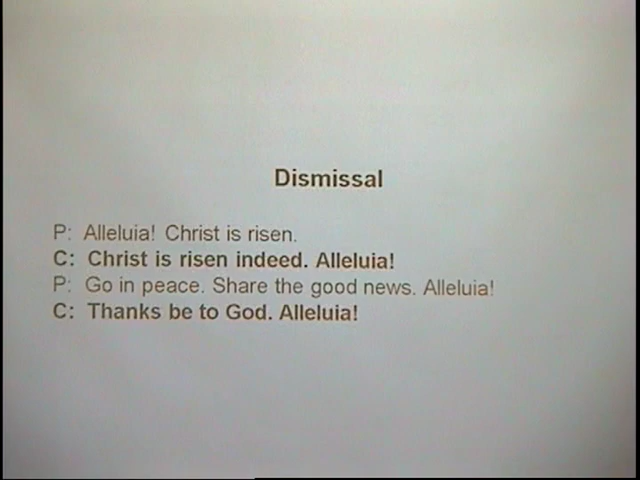 Dismissal
P: Alleluia! Christ is risen.
C: Christ is risen indeed. Alleluia!
P: Go in peace. Share the good news. Alleluia!
C: Thanks be to God. Alleluia!